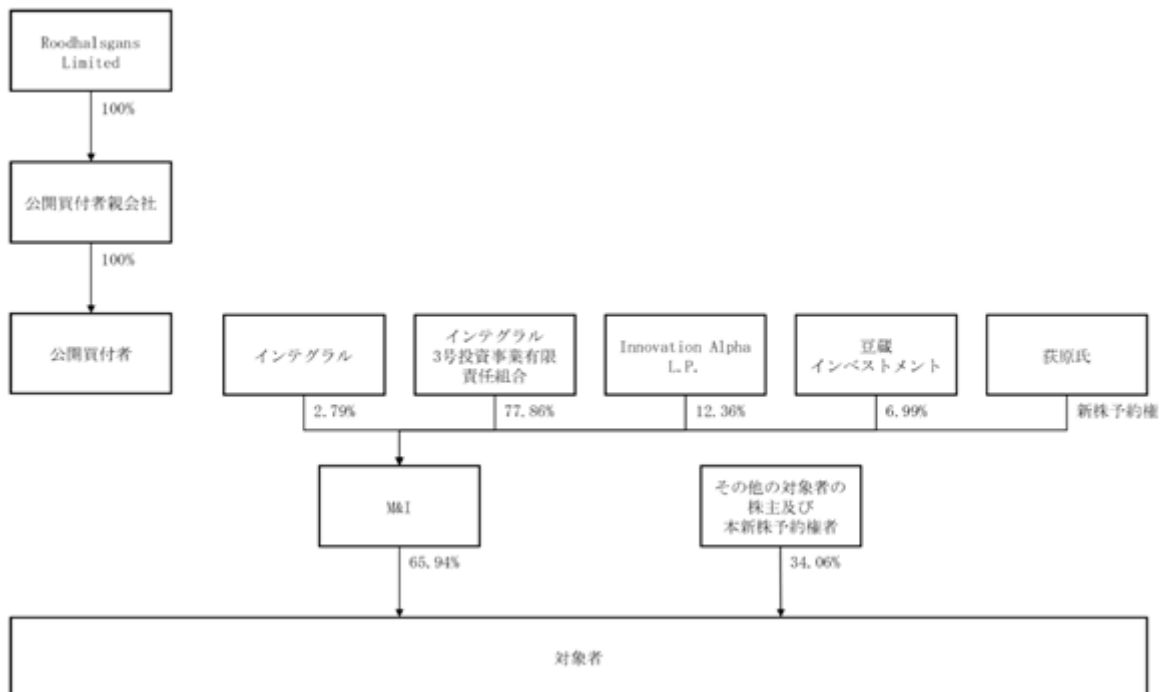 Roodhalsgans
Limited
100%
公開買付者親会社
100%
公開買付者
インテグラル
インテグラル
3号投資事業有限
責任組合
Innovation Alpha
L.P.
豆蔵
インベストメント
荻原氏
2.79%
77.86%
12.36%
6.99%
新株予約権
M&I
その他の対象者の
株主及び
本新株予約権者
65.94%
34.06%
対象者